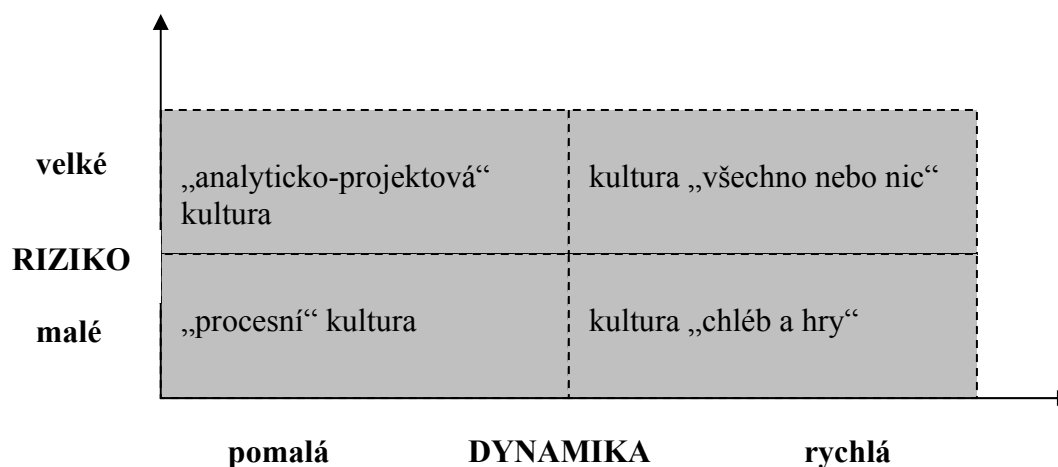 velké
„analyticko-projektová“
kultura
kultura „všechno nebo nic“
RIZIKO
malé
„procesní“ kultura
kultura „chléb a hry“
pomalá
DYNAMIKA
rychlá